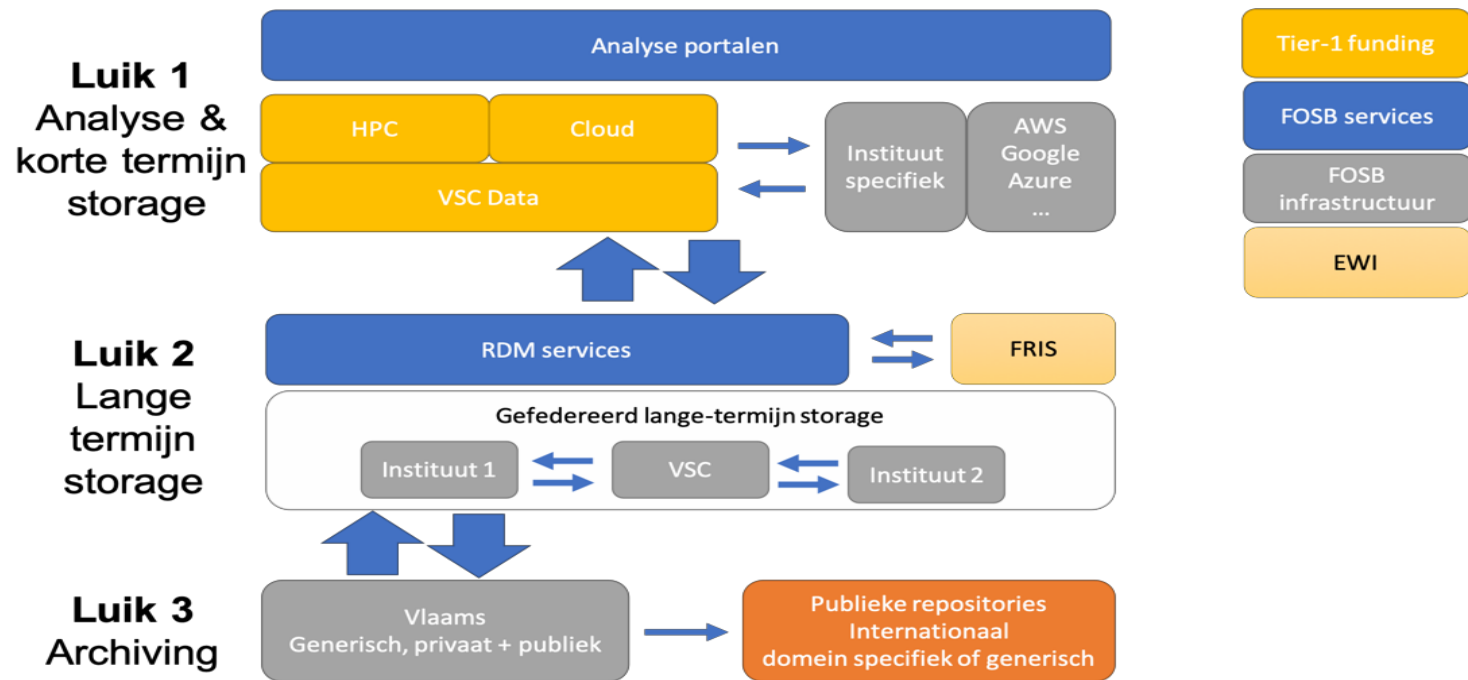 Luik 1
Analyse &
korte termijn
storage
Analyse portalen
HPC
Cloud
VSC Data
Instituut
specifiek
AWS
Google
Azure
...
Tier-1 funding
FOSB services
FOSB
infrastructuur
EWI
Luik 2
Lange
termijn
storage
RDM services
FRIS
Gefedereerd lange-termijn storage
Instituut 1
VSC
Instituut 2
Luik 3
Archiving
Vlaams
Generisch, privaat + publiek
Publieke repositories
Internationaal
domein specifiek of generisch